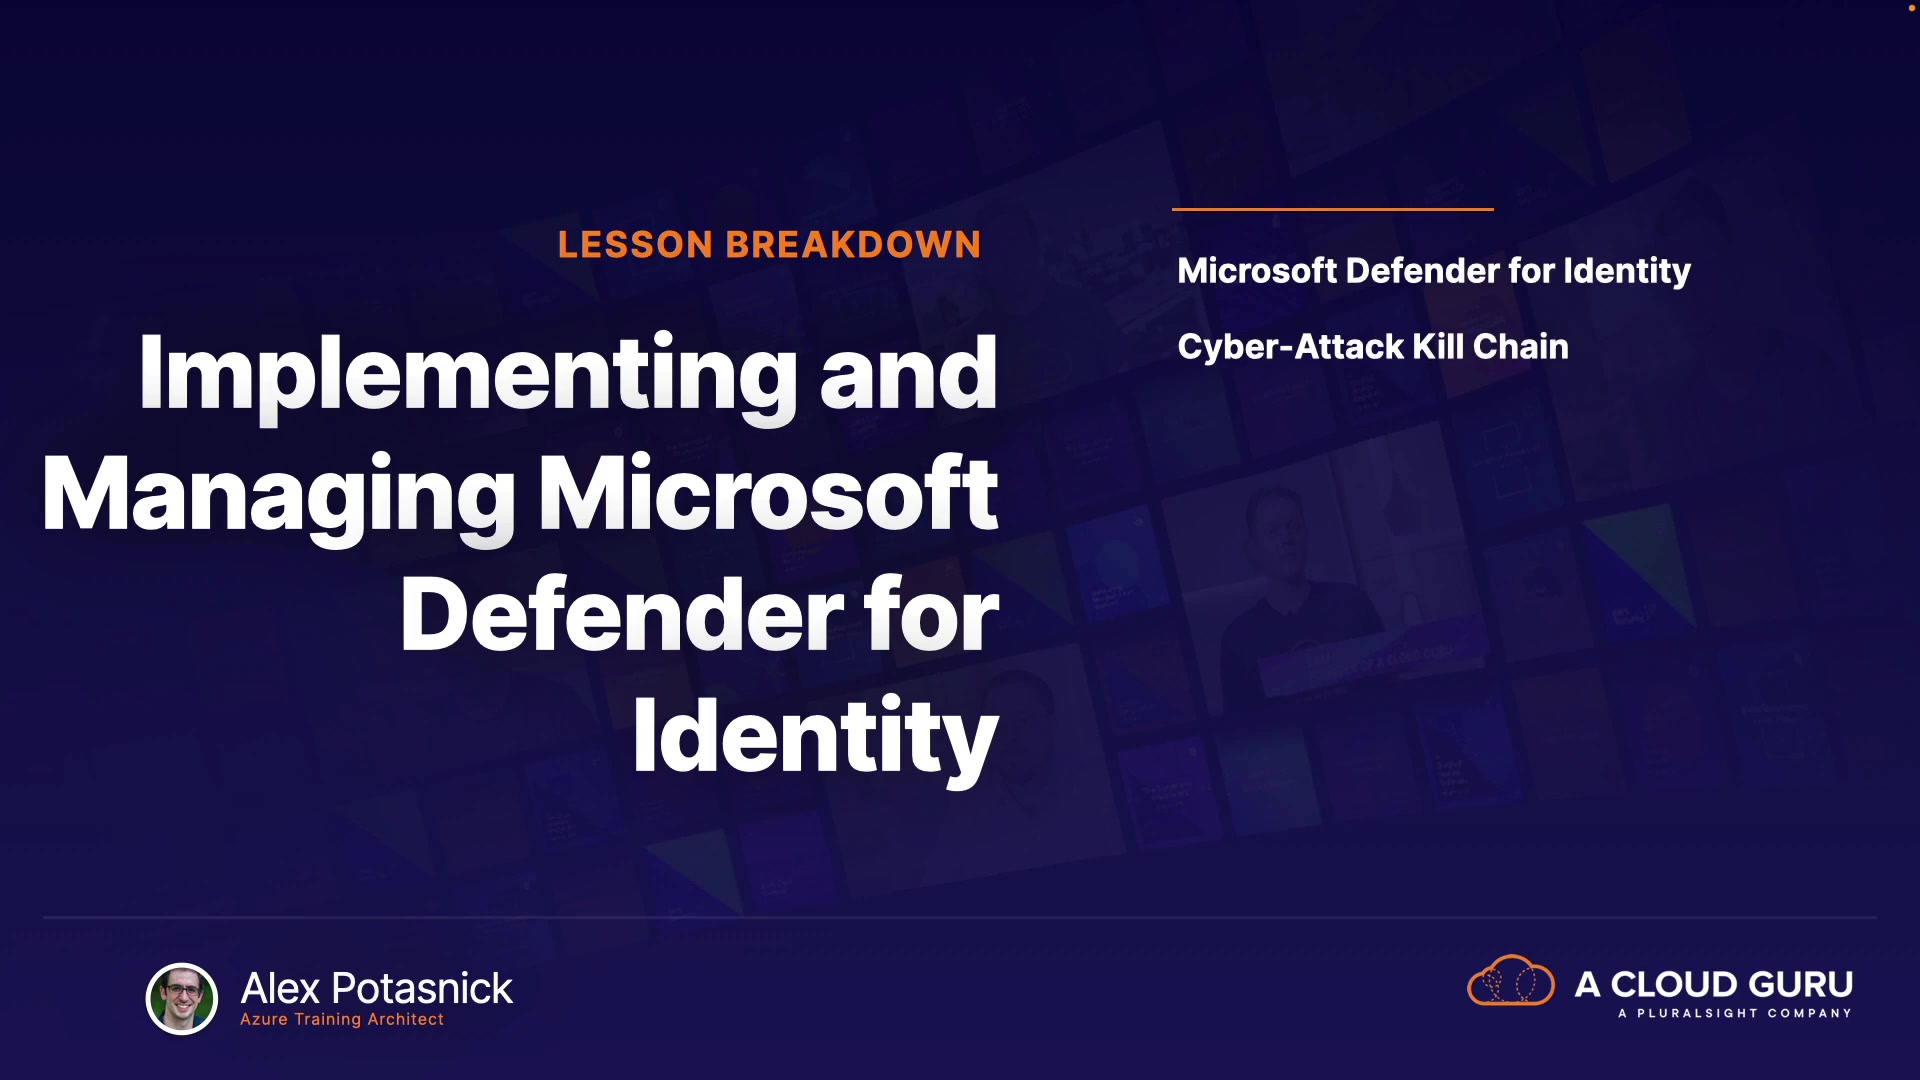 LESSON BREAKDOWN
Implementing and
Managing Microsoft
Defender for
Identity
Microsoft Defender for Identity
Cyber-Attack Kill Chain
Alex Potasnick
Azure Training Architect
A CLOUD GURU
A PLURALSIGHT COMPANY